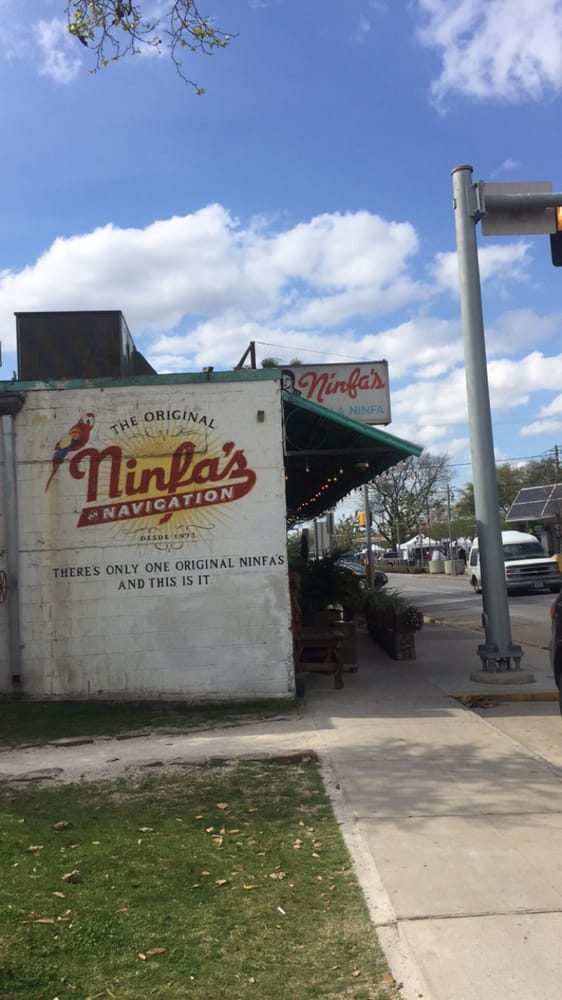 THE ORIGINAL
Ninfa's
ON NAVIGATION
DESDE 1973
THERE'S ONLY ONE ORIGINAL NINFA'S
AND THIS IS IT.
Ninfa's
A NINFA